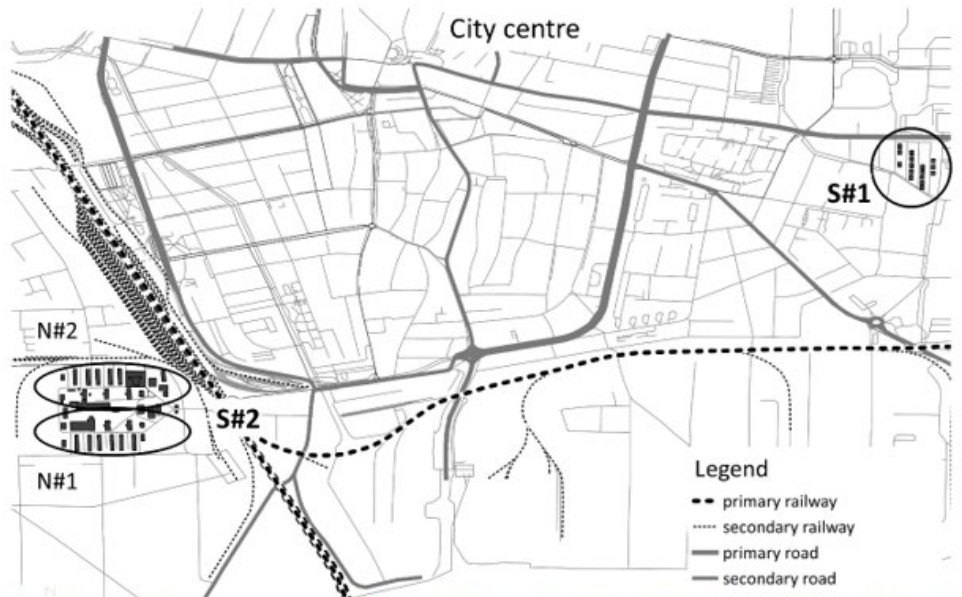 City centre
S#1
N#2
S#2
N#1
Legend
primary railway
secondary railway
primary road
secondary road